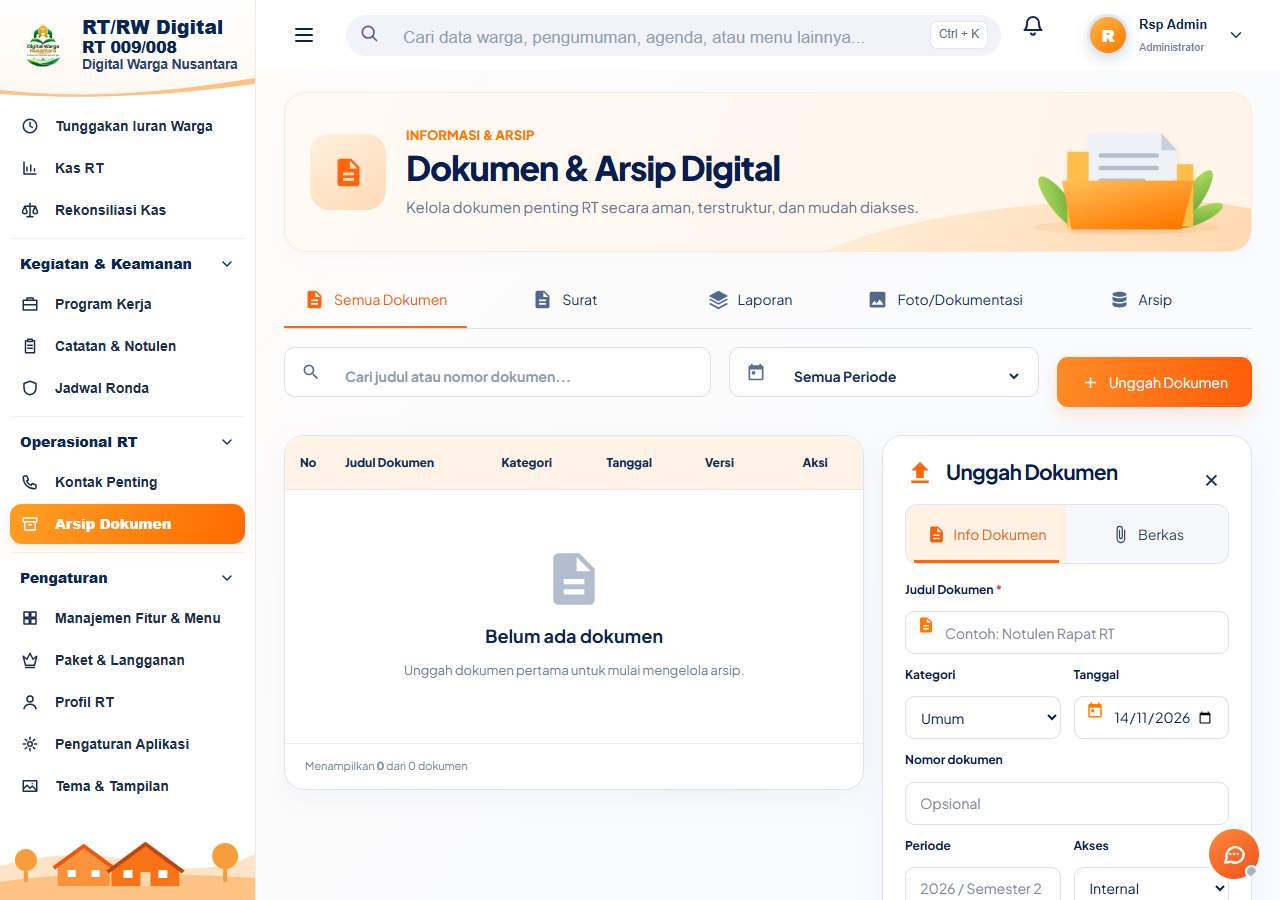 RT/RW Digital
RT 009/008
Digital Warga Nusantara
Digital Warga
Nusantara
Tunggakan Iuran Warga
Kas RT
Rekonsiliasi Kas
Kegiatan & Keamanan
Program Kerja
Catatan & Notulen
Jadwal Ronda
Operasional RT
Kontak Penting
Arsip Dokumen
Pengaturan
Manajemen Fitur & Menu
Paket & Langganan
Profil RT
Pengaturan Aplikasi
Tema & Tampilan
Cari data warga, pengumuman, agenda, atau menu lainnya...
Ctrl + K
R
Rsp Admin
Administrator
INFORMASI & ARSIP
Dokumen & Arsip Digital
Kelola dokumen penting RT secara aman, terstruktur, dan mudah diakses.
Semua Dokumen
Surat
Laporan
Foto/Dokumentasi
Arsip
Cari judul atau nomor dokumen...
Semua Periode
Unggah Dokumen
No Judul Dokumen Kategori Tanggal Versi Aksi
Belum ada dokumen
Unggah dokumen pertama untuk mulai mengelola arsip.
Menampilkan 0 dari 0 dokumen
Unggah Dokumen
Info Dokumen
Berkas
Judul Dokumen *
Contoh: Notulen Rapat RT
Kategori Tanggal
Umum 14/11/2026
Nomor dokumen
Opsional
Periode Akses
2026 / Semester 2 Internal